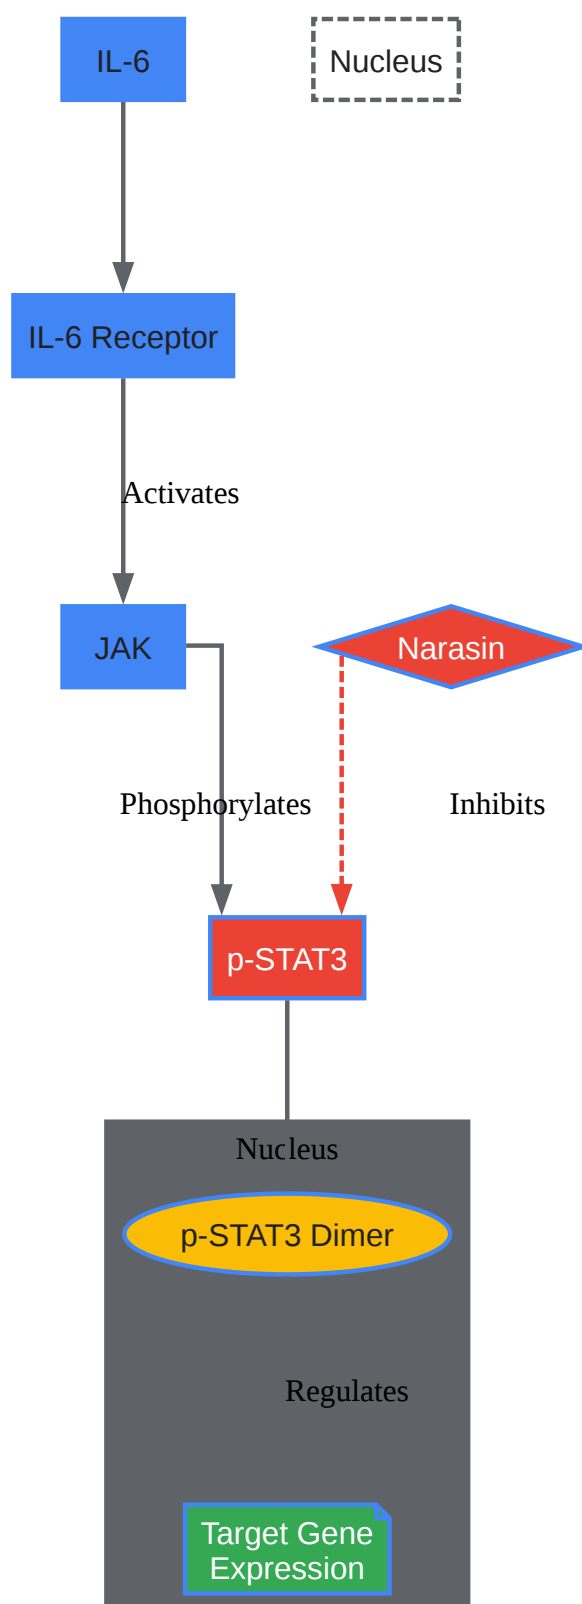 IL-6
Nucleus
IL-6 Receptor
Activates
JAK
Narasin
Phosphorylates
Inhibits
p-STAT3
Nucleus
p-STAT3 Dimer
Regulates
Target Gene
Expression